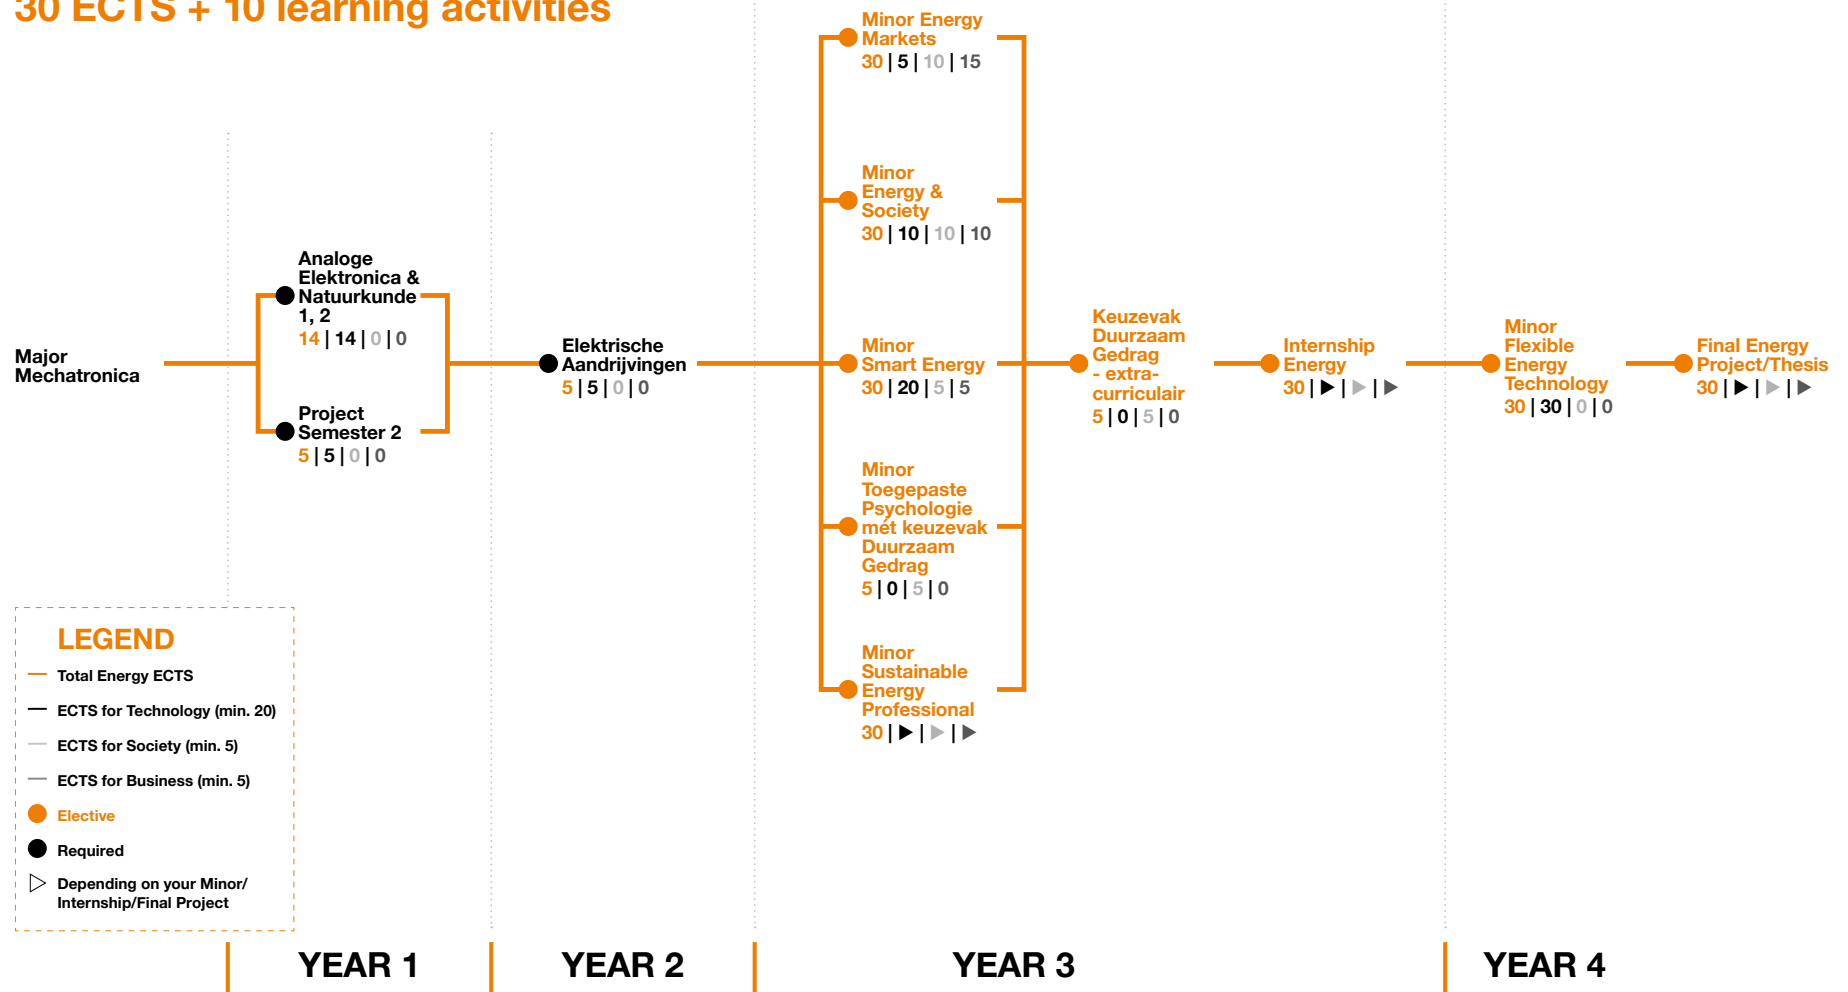 30 ECTS + 10 learning activities
Major
Mechatronica
Analoge
Elektronica &
Natuurkunde
1, 2
14 | 14 | 0 | 0
Project
Semester 2
5 | 5 | 0 | 0
Elektrische
Aandrijvingen
5 | 5 | 0 | 0
Minor Energy
Markets
30 | 5 | 10 | 15
Minor
Energy &
Society
30 | 10 | 10 | 10
Minor
Smart Energy
30 | 20 | 5 | 5
Minor
Toegepaste
Psychologie
mét keuzevak
Duurzaam
Gedrag
5 | 0 | 5 | 0
Minor
Sustainable
Energy
Professional
30 | ▶ | ▶ | ▶
Keuzevak
Duurzaam
Gedrag
- extra-
curriculair
5 | 0 | 5 | 0
Internship
Energy
30 | ▶ | ▶ | ▶
Minor
Flexible
Energy
Technology
30 | 30 | 0 | 0
Final Energy
Project/Thesis
30 | ▶ | ▶ | ▶
LEGEND
Total Energy ECTS
ECTS for Technology (min. 20)
ECTS for Society (min. 5)
ECTS for Business (min. 5)
Elective
Required
Depending on your Minor/
Internship/Final Project
YEAR 1
YEAR 2
YEAR 3
YEAR 4